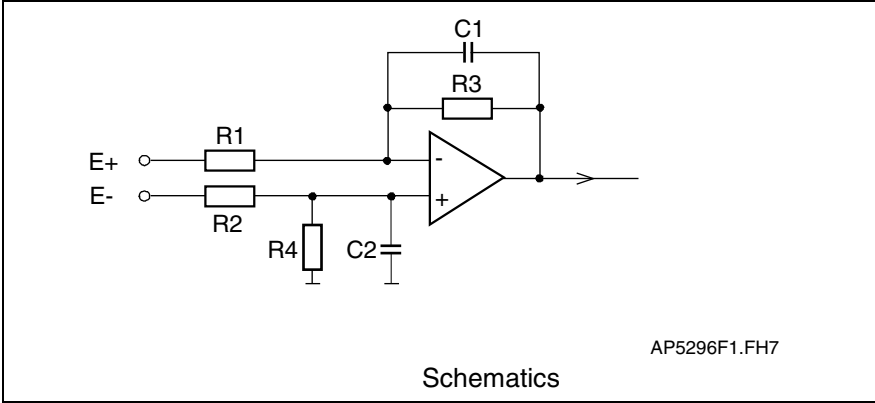 C1
R3
R1
E+
-
E-
+
R2
R4
C2
AP5296F1.FH7
Schematics